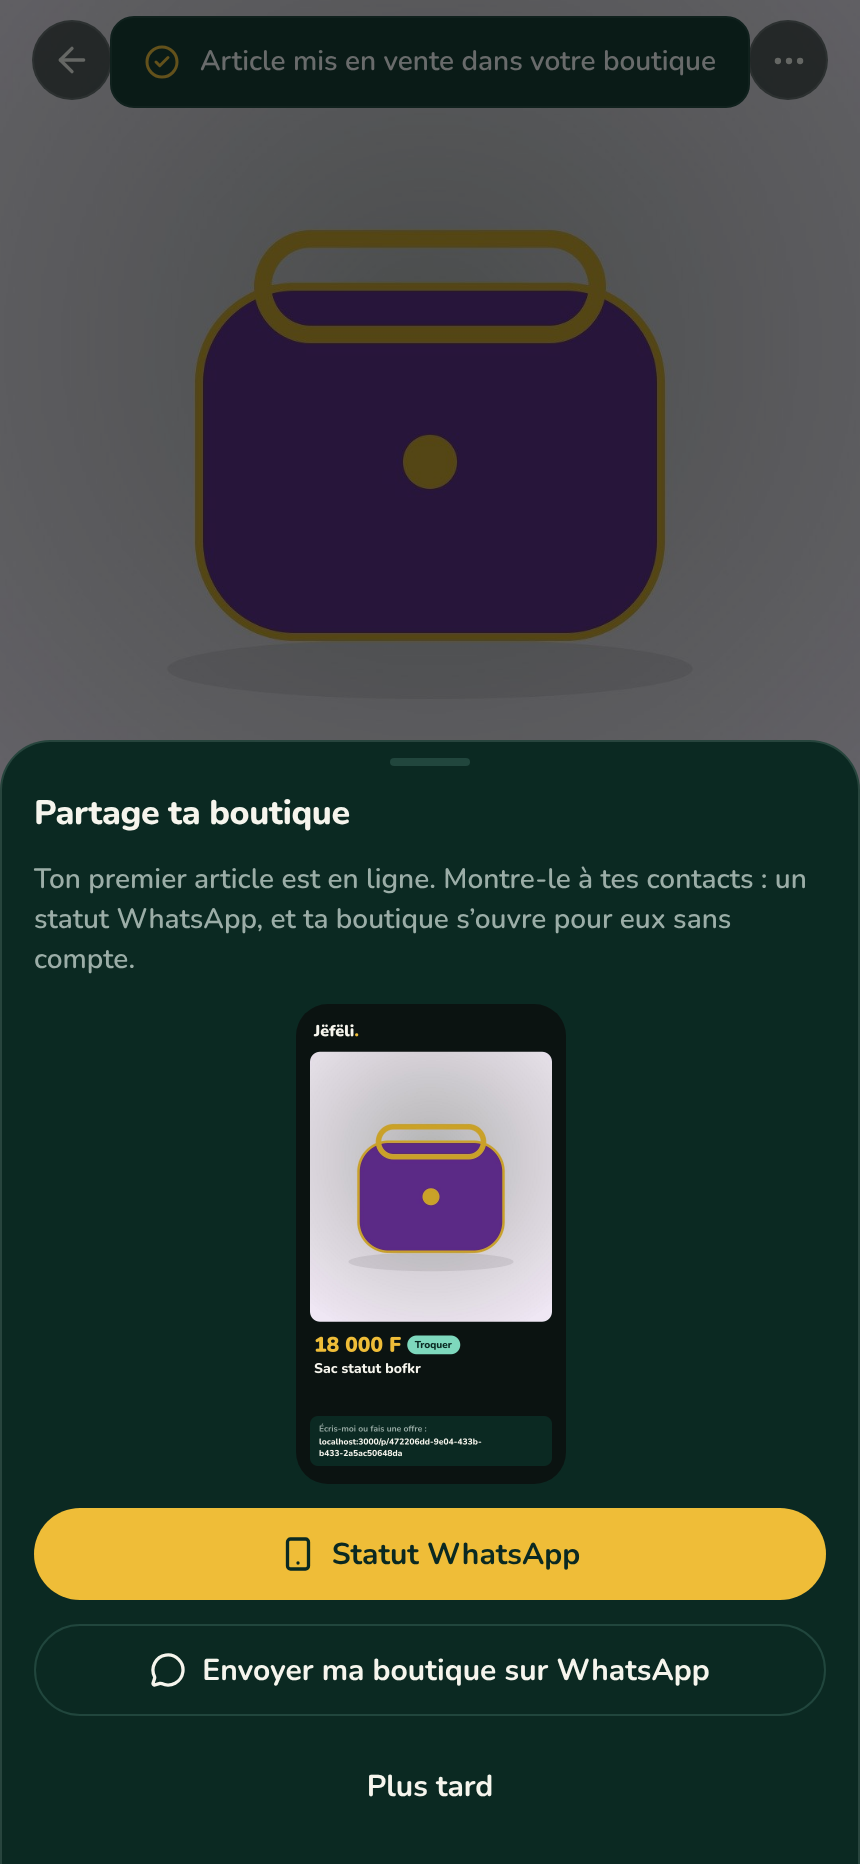 Article mis en vente dans votre boutique
Partage ta boutique
Ton premier article est en ligne. Montre-le à tes contacts : un
statut WhatsApp, et ta boutique s’ouvre pour eux sans
compte.
Jëfëli.
18 000 F Troquer
Sac statut bofkr
Écris-moi ou fais une offre :
localhost:3000/p/472206dd-9e04-433b-
b433-2a5ac50648da
Statut WhatsApp
Envoyer ma boutique sur WhatsApp
Plus tard